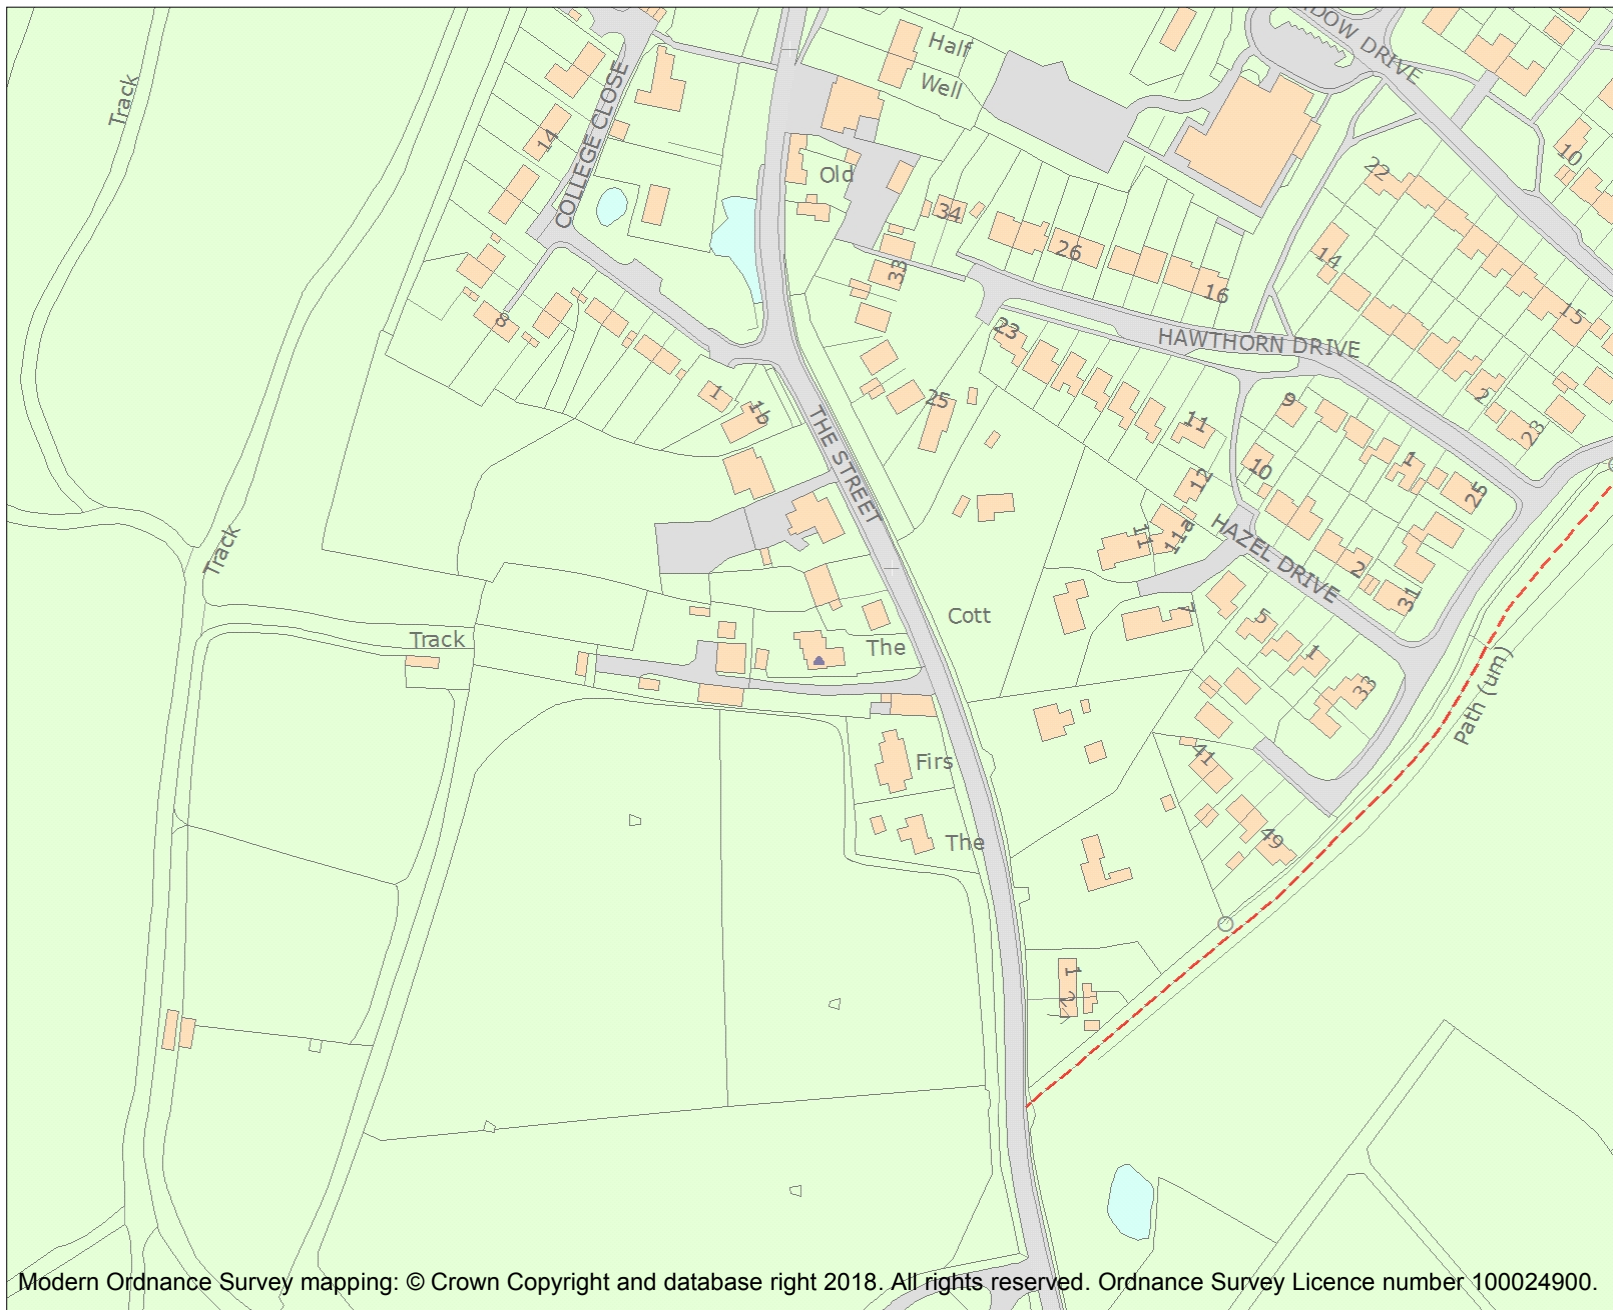 Track
COLLEGE CLOSE
14
8
1
1b
Half
Well
Old
34
33
26
16
23
25
HAWTHORN DRIVE
DOW DRIVE
10
22
14
15
2
23
9
11
10
12
1
25
11
11a
HAZEL DRIVE
2
31
7
5
1
33
41
49
THE STREET
Cott
The
Firs
The
1
2
Track
Track
Path (um)
Modern Ordnance Survey mapping: © Crown Copyright and database right 2018. All rights reserved. Ordnance Survey Licence number 100024900.